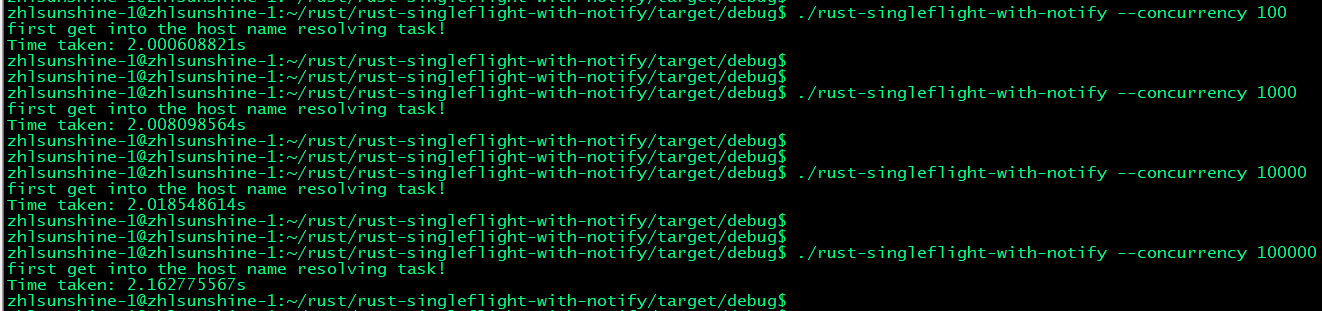 zhlsunshine-1@zhlsunshine-1:~/rust/rust-singleflight-with-notify/target/debug$ ./rust-singleflight-with-notify --concurrency 100
first get into the host name resolving task!
Time taken: 2.000608821s
zhlsunshine-1@zhlsunshine-1:~/rust/rust-singleflight-with-notify/target/debug$
zhlsunshine-1@zhlsunshine-1:~/rust/rust-singleflight-with-notify/target/debug$
zhlsunshine-1@zhlsunshine-1:~/rust/rust-singleflight-with-notify/target/debug$ ./rust-singleflight-with-notify --concurrency 1000
first get into the host name resolving task!
Time taken: 2.008098564s
zhlsunshine-1@zhlsunshine-1:~/rust/rust-singleflight-with-notify/target/debug$
zhlsunshine-1@zhlsunshine-1:~/rust/rust-singleflight-with-notify/target/debug$
zhlsunshine-1@zhlsunshine-1:~/rust/rust-singleflight-with-notify/target/debug$ ./rust-singleflight-with-notify --concurrency 10000
first get into the host name resolving task!
Time taken: 2.018548614s
zhlsunshine-1@zhlsunshine-1:~/rust/rust-singleflight-with-notify/target/debug$
zhlsunshine-1@zhlsunshine-1:~/rust/rust-singleflight-with-notify/target/debug$
zhlsunshine-1@zhlsunshine-1:~/rust/rust-singleflight-with-notify/target/debug$ ./rust-singleflight-with-notify --concurrency 100000
first get into the host name resolving task!
Time taken: 2.162775567s
zhlsunshine-1@zhlsunshine-1:~/rust/rust-singleflight-with-notify/target/debug$